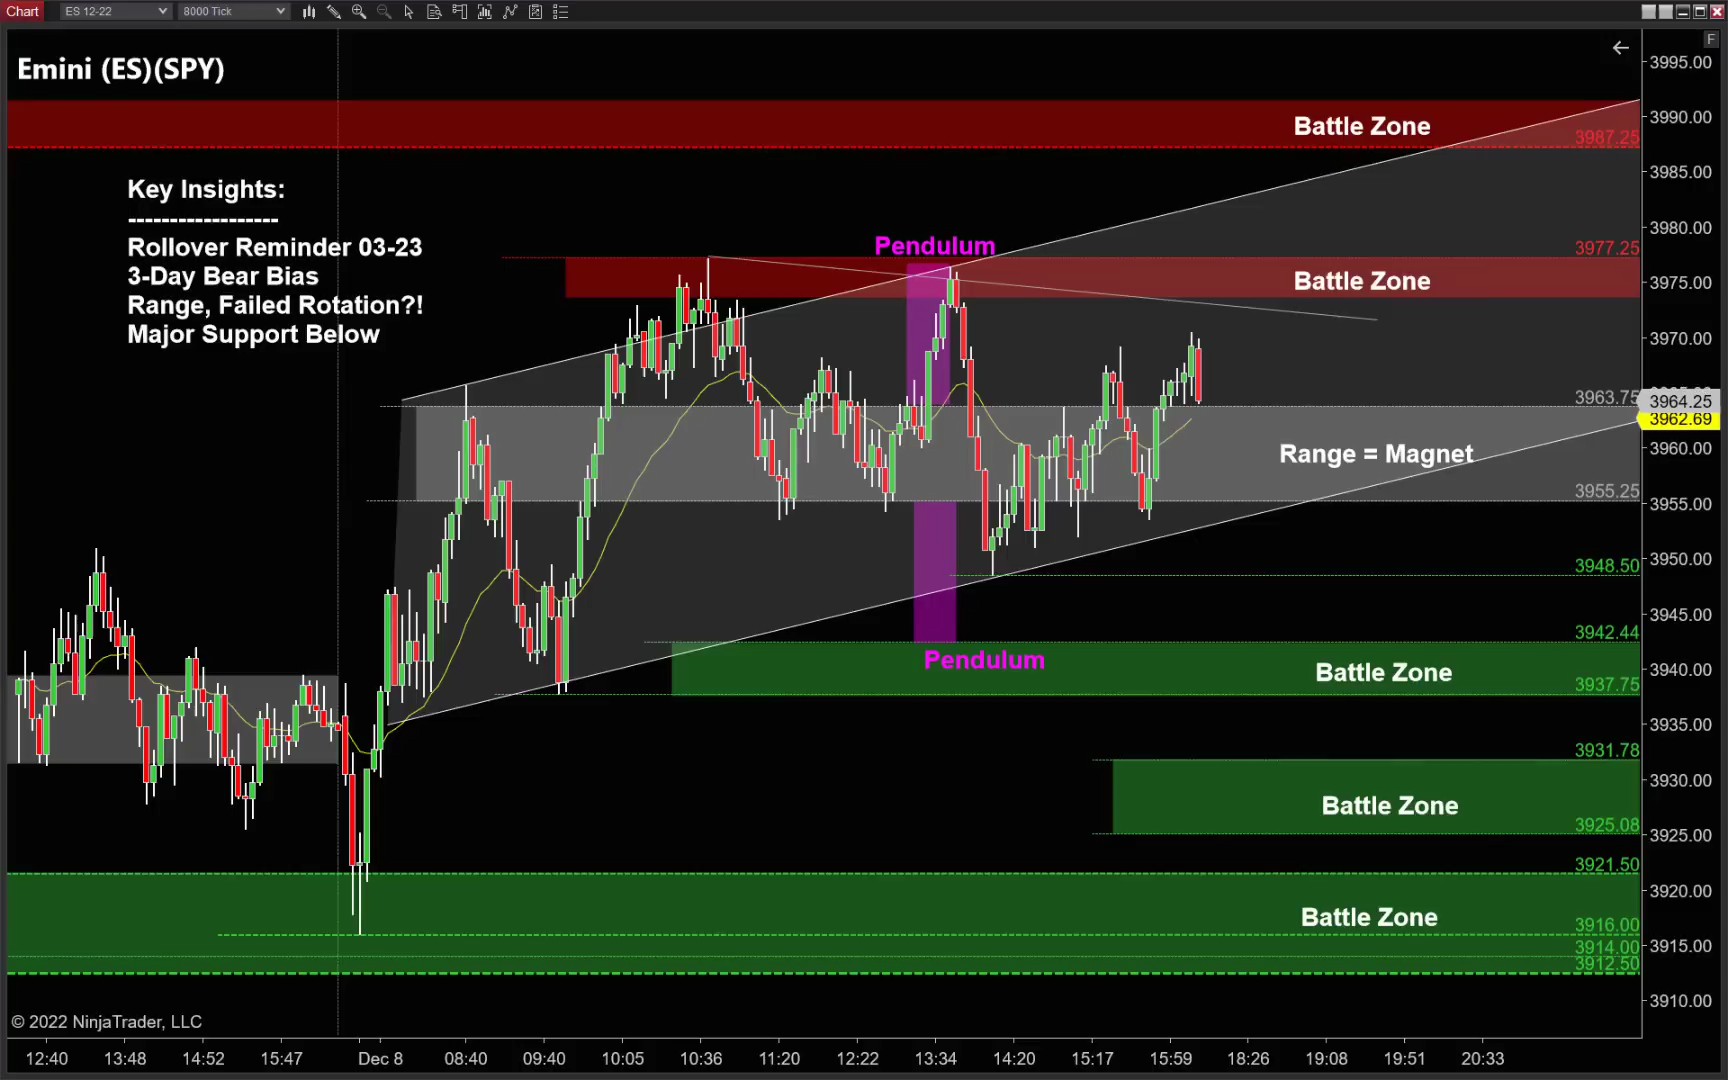 Chart
ES 12-22
8000 Tick
F
Emini (ES)(SPY)
3995.00
Battle Zone
3990.00
3987.25
3985.00
Key Insights:
------------------
Rollover Reminder 03-23
3-Day Bear Bias
Range, Failed Rotation?!
Major Support Below
3980.00
Pendulum
3977.25
Battle Zone
3975.00
3970.00
3963.75
3964.25
3962.69
Range = Magnet
3960.00
3955.25
3955.00
3950.00
3948.50
3945.00
3942.44
Pendulum
Battle Zone
3940.00
3937.75
3935.00
3931.78
3930.00
Battle Zone
3925.08
3925.00
3921.50
3920.00
Battle Zone
3916.00
3914.00
3915.00
3912.50
3910.00
© 2022 NinjaTrader, LLC
12:40 13:48 14:52 15:47 Dec 8 08:40 09:40 10:05 10:36 11:20 12:22 13:34 14:20 15:17 15:59 18:26 19:08 19:51 20:33